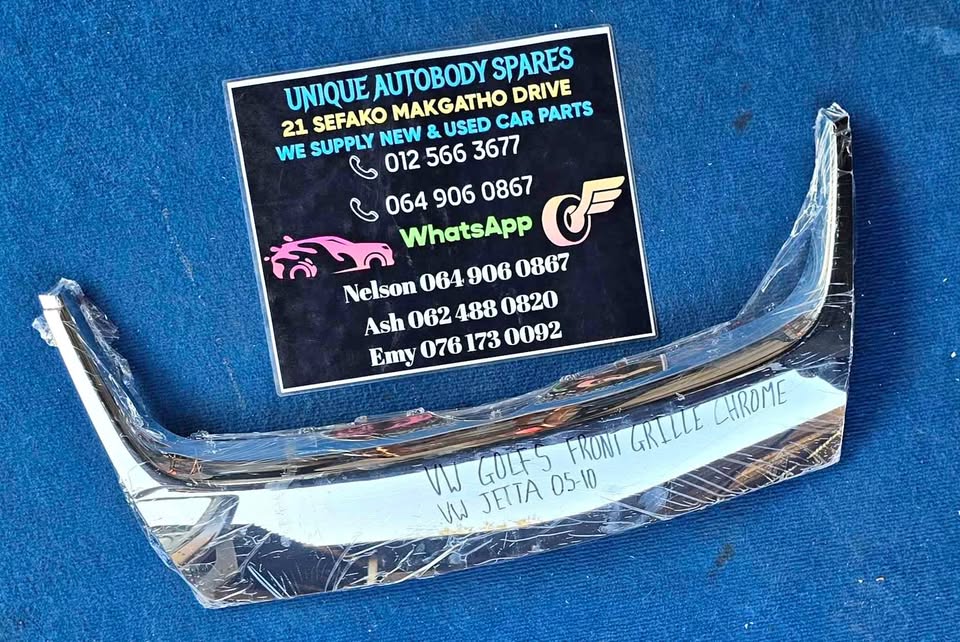 UNIQUE AUTOBODY SPARES
21 SEFAKO MAKGATHO DRIVE
WE SUPPLY NEW & USED CAR PARTS
012 566 3677
064 906 0867
WhatsApp
Nelson 064 906 0867
Ash 062 488 0820
Emy 076 173 0092
VW GOLF5 FRONT GRILLE CHROME
VW JETTA 05-10